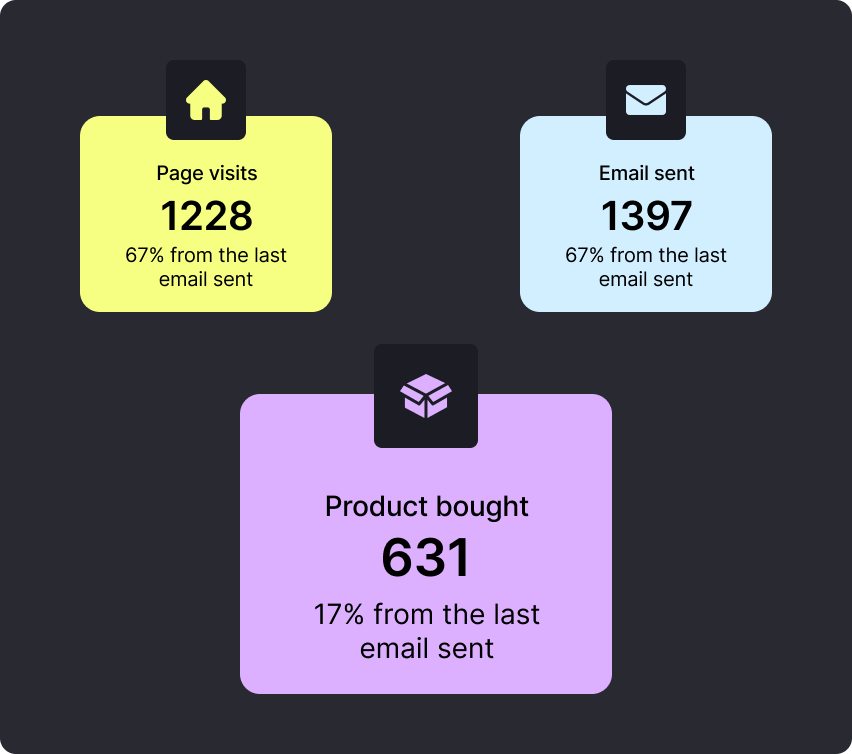 Page visits
1228
67% from the last
email sent
Email sent
1397
67% from the last
email sent
Product bought
631
17% from the last
email sent